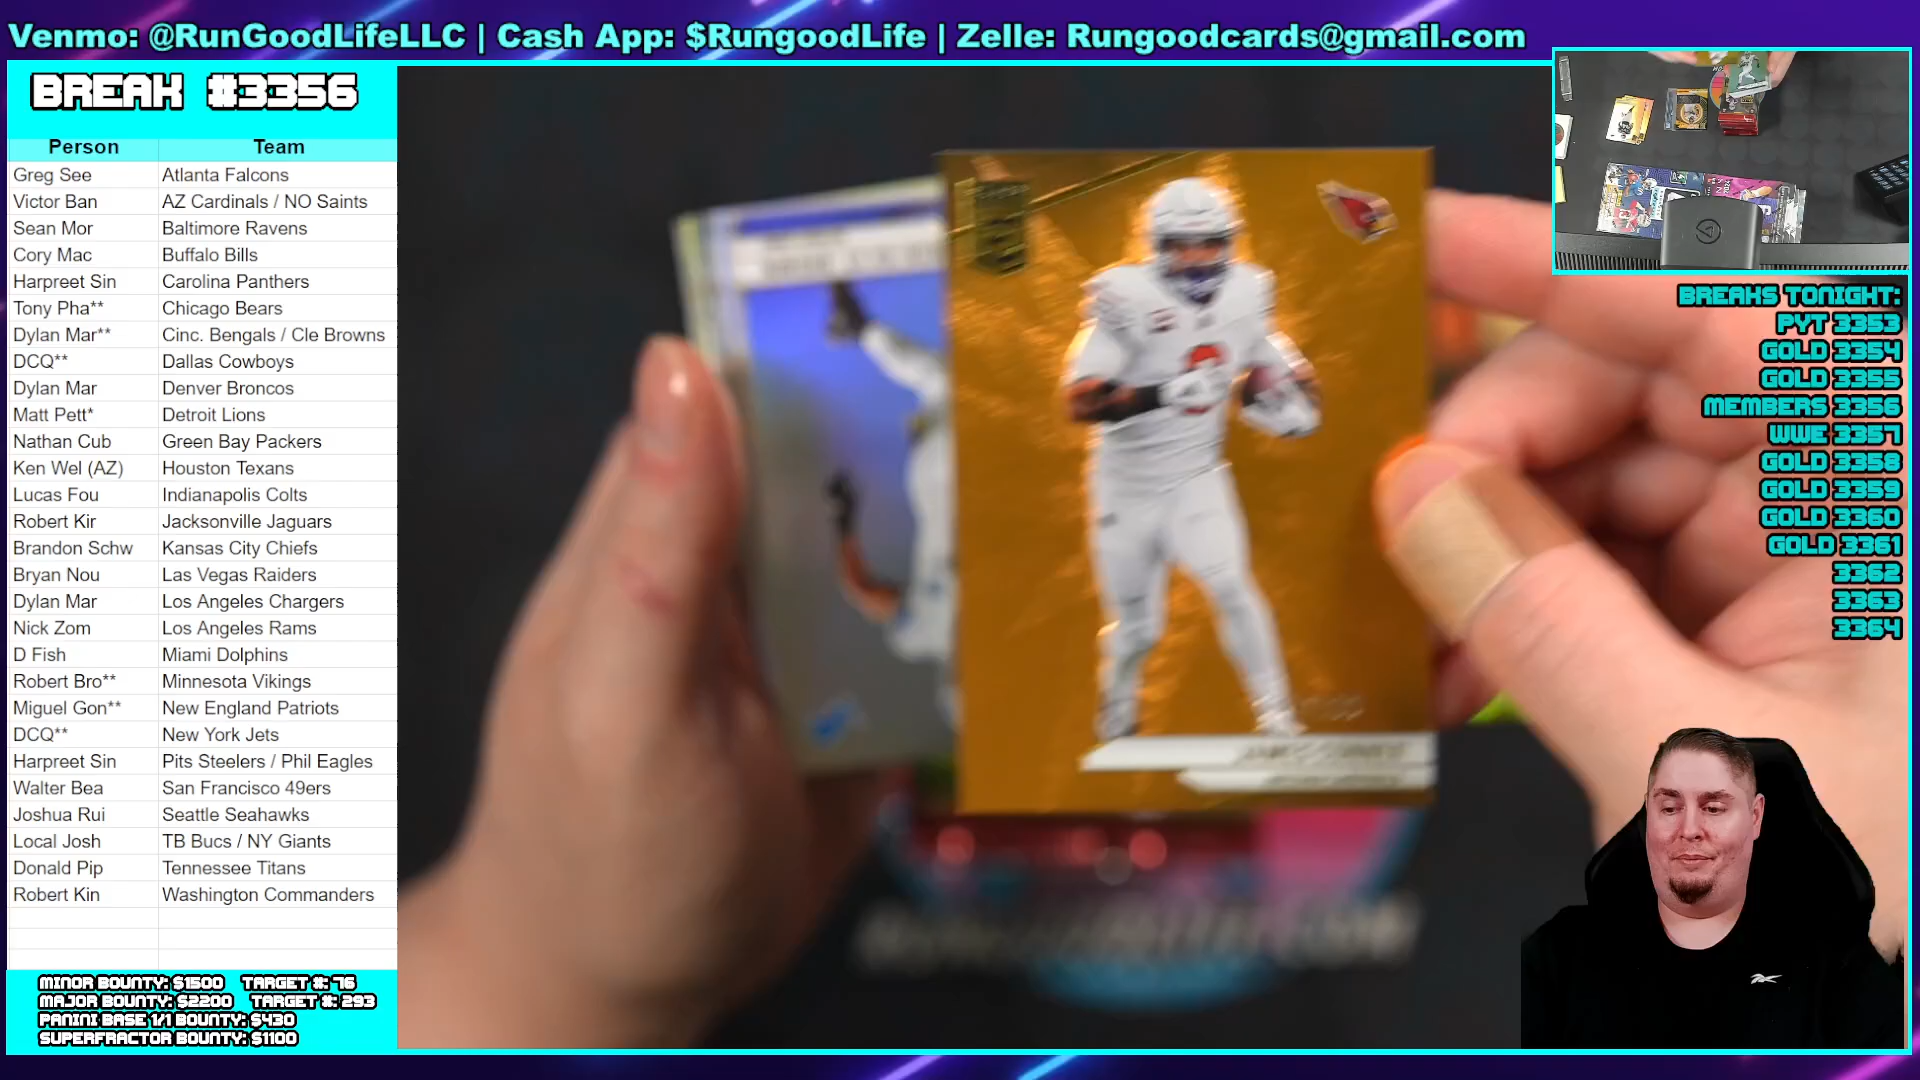 Venmo: @RunGoodLifeLLC | Cash App: $RungoodLife | Zelle: Rungoodcards@gmail.com
BREAK #3356
Person Team
Greg See Atlanta Falcons
Victor Ban AZ Cardinals / NO Saints
Sean Mor Baltimore Ravens
Cory Mac Buffalo Bills
Harpreet Sin Carolina Panthers
Tony Pha** Chicago Bears
Dylan Mar** Cinc. Bengals / Cle Browns
DCQ** Dallas Cowboys
Dylan Mar Denver Broncos
Matt Pett* Detroit Lions
Nathan Cub Green Bay Packers
Ken Wel (AZ) Houston Texans
Lucas Fou Indianapolis Colts
Robert Kir Jacksonville Jaguars
Brandon Schw Kansas City Chiefs
Bryan Nou Las Vegas Raiders
Dylan Mar Los Angeles Chargers
Nick Zom Los Angeles Rams
D Fish Miami Dolphins
Robert Bro** Minnesota Vikings
Miguel Gon** New England Patriots
DCQ** New York Jets
Harpreet Sin Pits Steelers / Phil Eagles
Walter Bea San Francisco 49ers
Joshua Rui Seattle Seahawks
Local Josh TB Bucs / NY Giants
Donald Pip Tennessee Titans
Robert Kin Washington Commanders
MINOR BOUNTY: $1500 TARGET #: 76
MAJOR BOUNTY: $2200 TARGET #: 293
PANINI BASE 1/1 BOUNTY: $430
SUPERFRACTOR BOUNTY: $1100
BREAKS TONIGHT:
PYT 3353
GOLD 3354
GOLD 3355
MEMBERS 3356
WWE 3357
GOLD 3358
GOLD 3359
GOLD 3360
GOLD 3361
3362
3363
3364